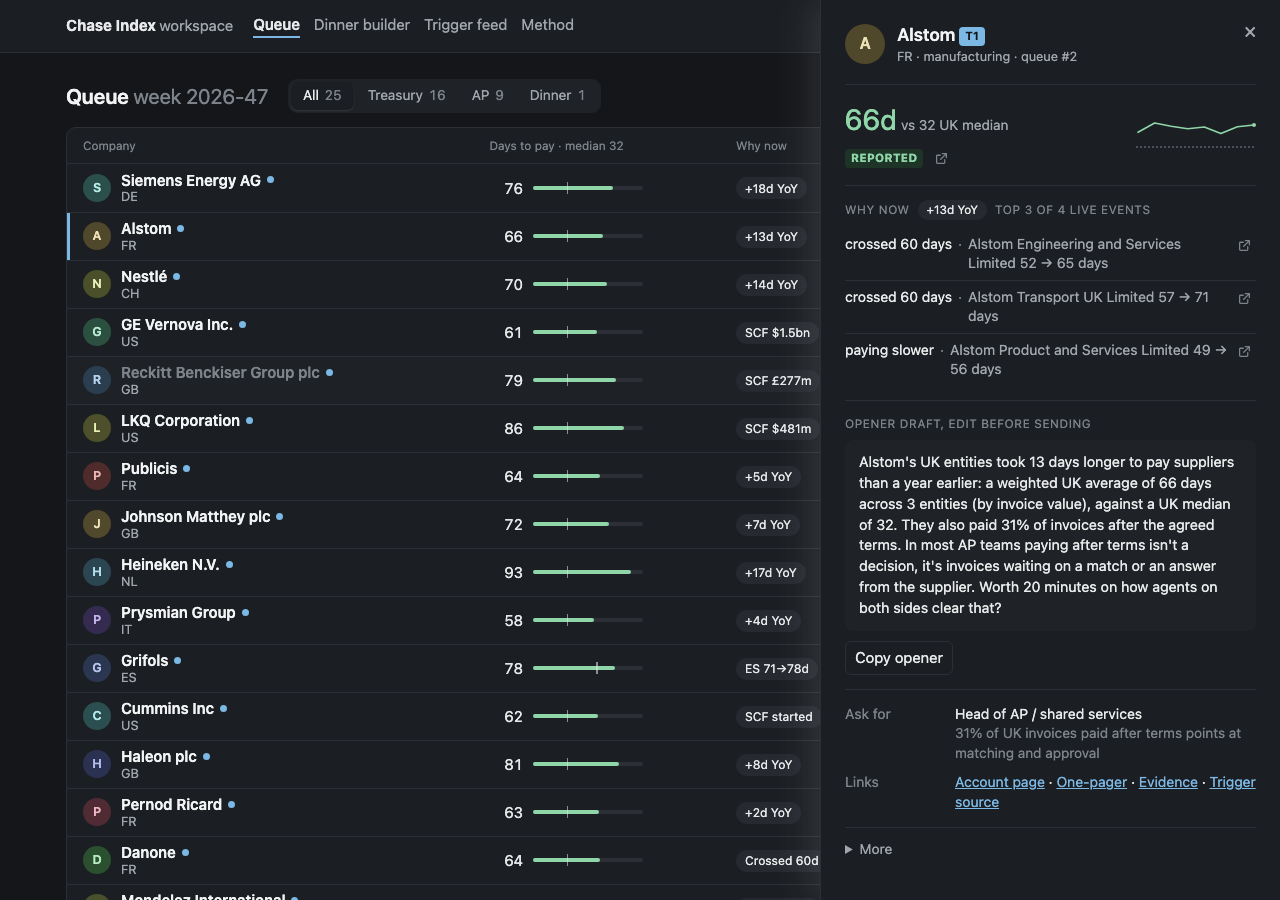 Chase Index workspace Queue Dinner builder Trigger feed Method
Queue week 2026-47 All 25 Treasury 16 AP 9 Dinner 1
Company Days to pay · median 32 Why now
S Siemens Energy AG 76 +18d YoY
DE
A Alstom 66 +13d YoY
FR
N Nestlé 70 +14d YoY
CH
G GE Vernova Inc. 61 SCF $1.5bn
US
R Reckitt Benckiser Group plc 79 SCF £277m
GB
L LKQ Corporation 86 SCF $481m
US
P Publicis 64 +5d YoY
FR
J Johnson Matthey plc 72 +7d YoY
GB
H Heineken N.V. 93 +17d YoY
NL
P Prysmian Group 58 +4d YoY
IT
G Grifols 78 ES 71→78d
ES
C Cummins Inc 62 SCF started
US
H Haleon plc 81 +8d YoY
GB
P Pernod Ricard 63 +2d YoY
FR
D Danone 64 Crossed 60d
FR
Mondelez International
A Alstom T1 ×
FR · manufacturing · queue #2
66d vs 32 UK median
REPORTED
WHY NOW +13d YoY TOP 3 OF 4 LIVE EVENTS
crossed 60 days · Alstom Engineering and Services
Limited 52 → 65 days
crossed 60 days · Alstom Transport UK Limited 57 → 71
days
paying slower · Alstom Product and Services Limited 49 →
56 days
OPENER DRAFT, EDIT BEFORE SENDING
Alstom's UK entities took 13 days longer to pay suppliers
than a year earlier: a weighted UK average of 66 days
across 3 entities (by invoice value), against a UK median
of 32. They also paid 31% of invoices after the agreed
terms. In most AP teams paying after terms isn't a
decision, it's invoices waiting on a match or an answer
from the supplier. Worth 20 minutes on how agents on
both sides clear that?
Copy opener
Ask for Head of AP / shared services
31% of UK invoices paid after terms points at
matching and approval
Links Account page · One-pager · Evidence · Trigger
source
▶ More